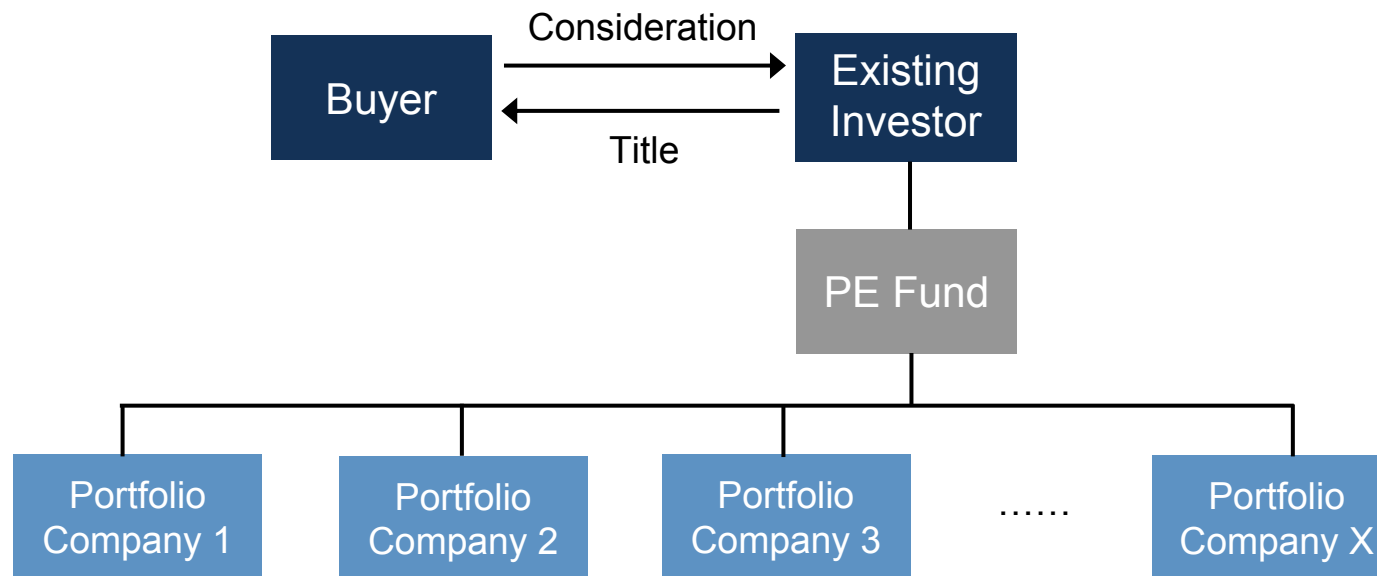 Consideration
Buyer
Existing
Investor
Title
PE Fund
Portfolio
Company 1
Portfolio
Company 2
Portfolio
Company 3
……
Portfolio
Company X